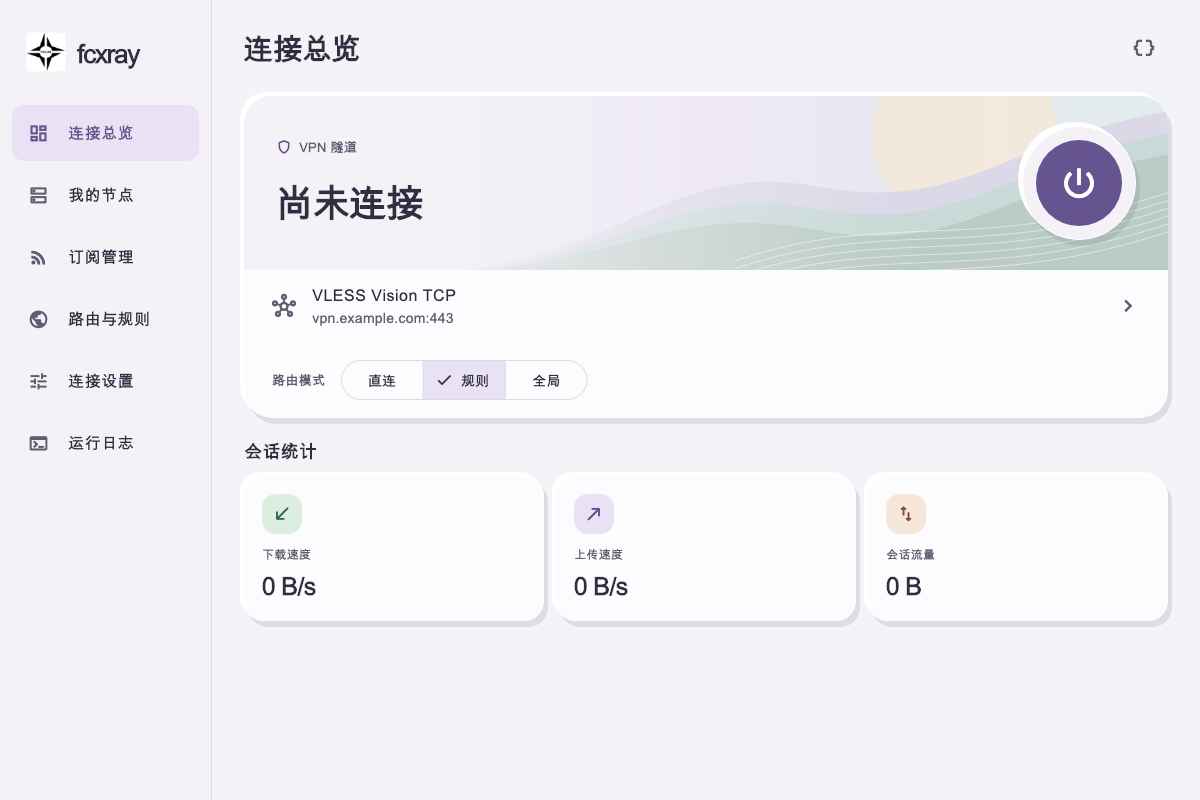 fcxray
连接总览
我的节点
订阅管理
路由与规则
连接设置
运行日志
连接总览
VPN 隧道
尚未连接
VLESS Vision TCP
vpn.example.com:443
路由模式
直连
规则
全局
会话统计
下载速度
0 B/s
上传速度
0 B/s
会话流量
0 B